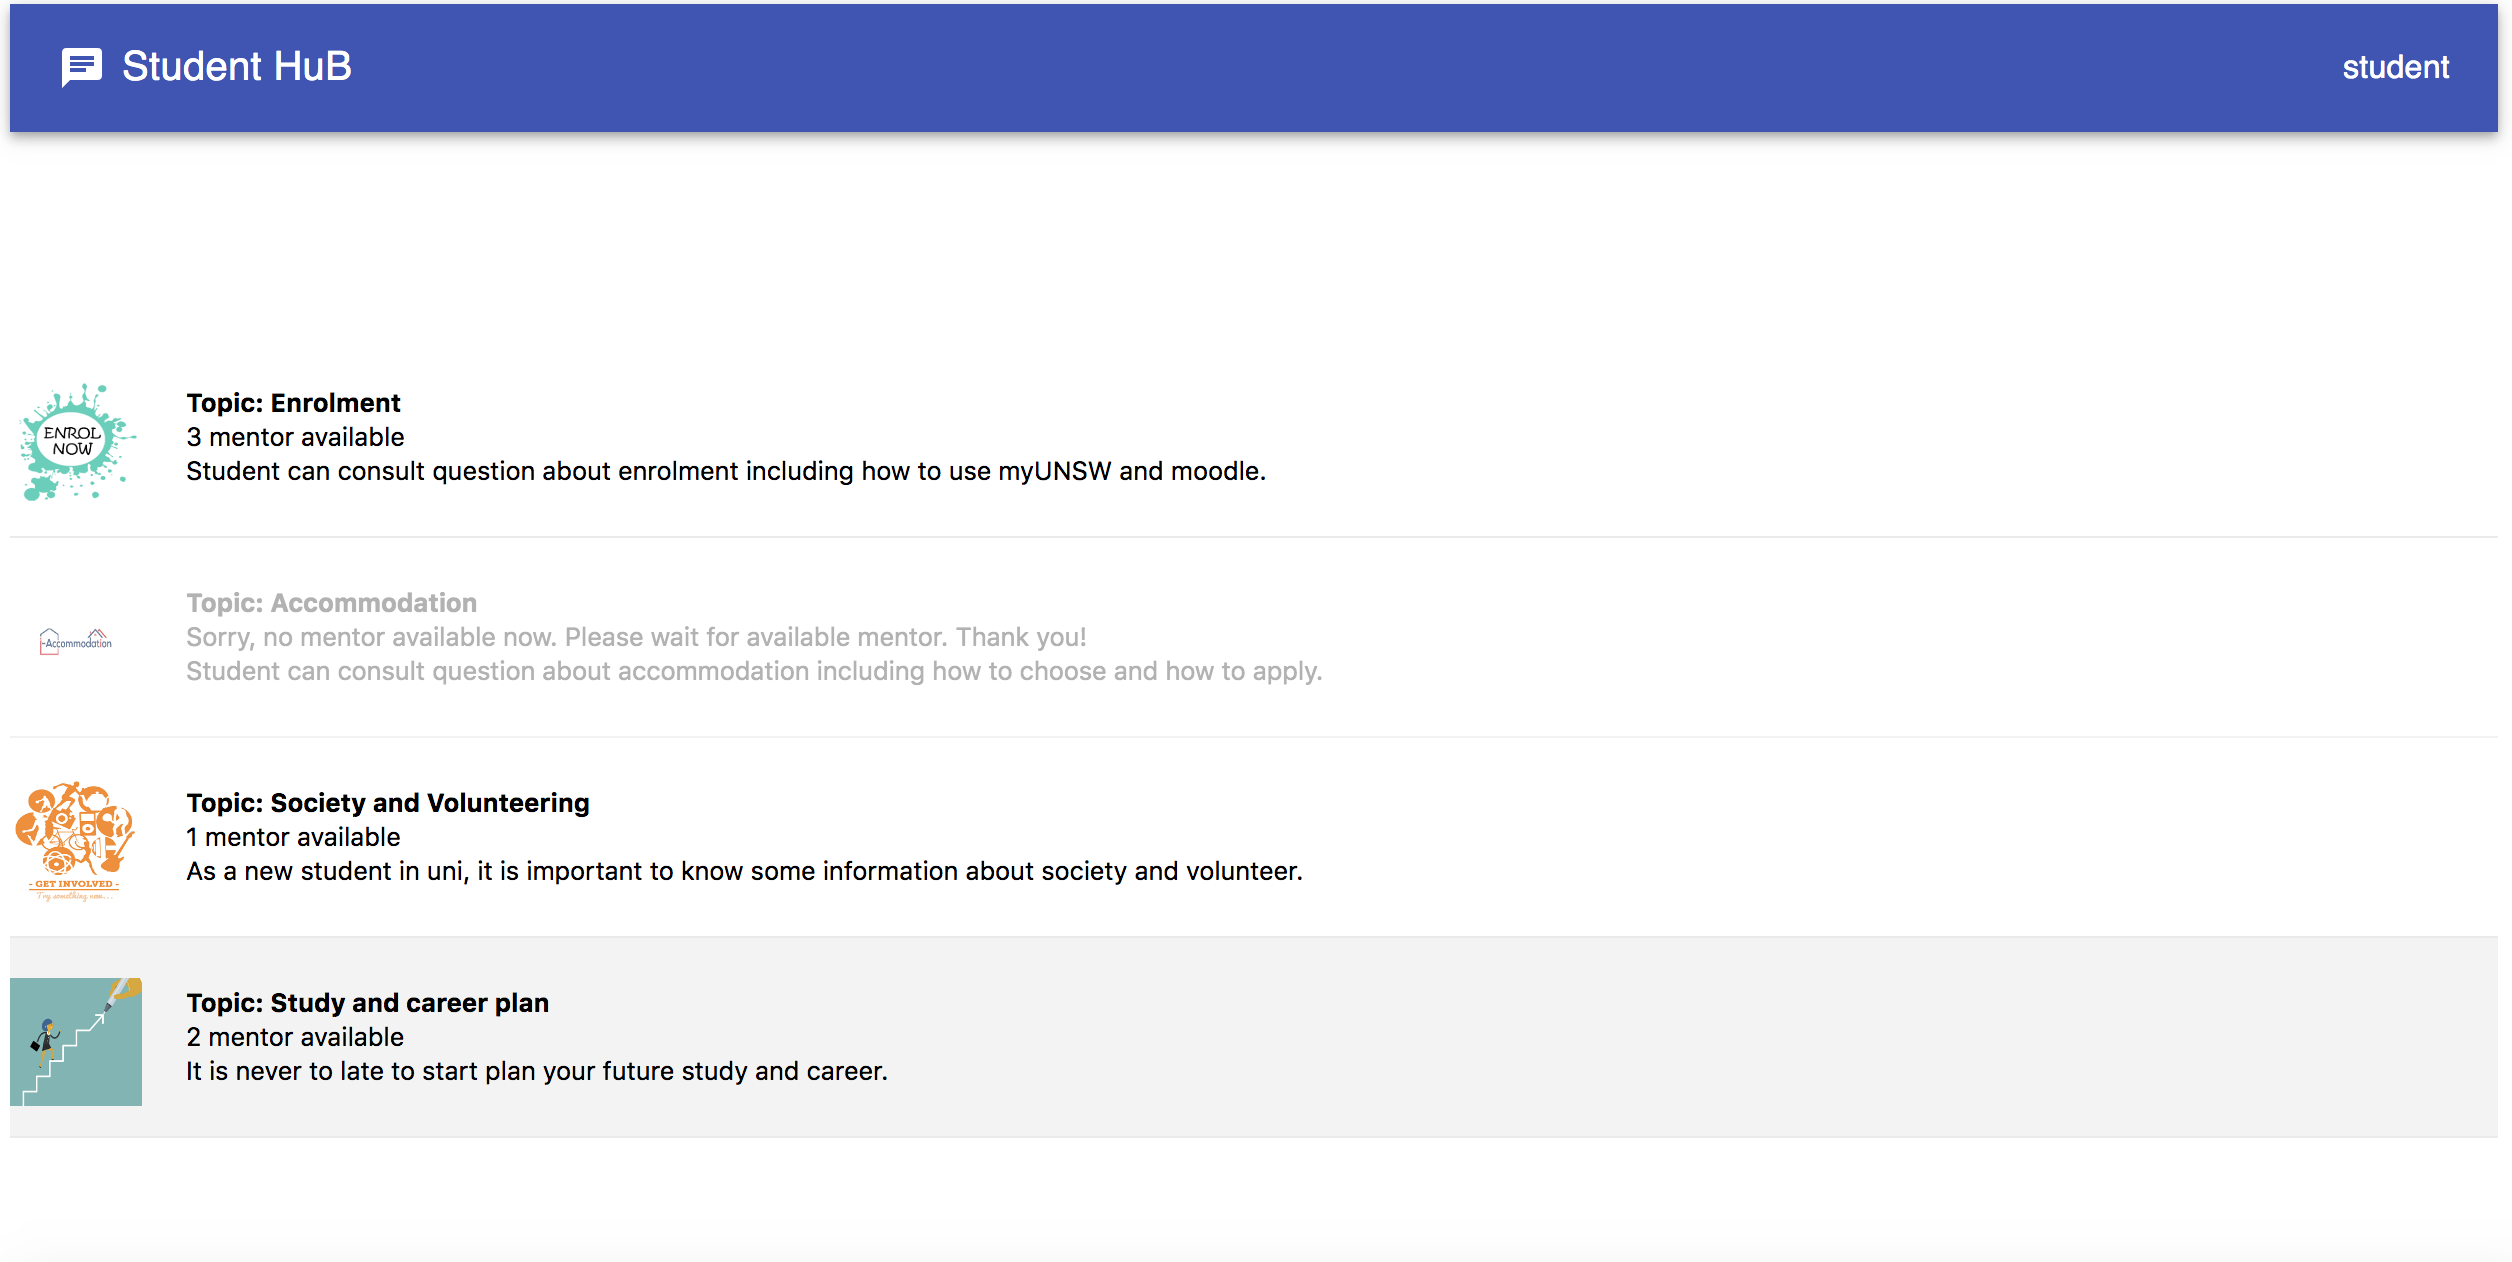 Student HuB
student
ENROL
NOW
Topic: Enrolment
3 mentor available
Student can consult question about enrolment including how to use myUNSW and moodle.
i-Accommodation
Topic: Accommodation
Sorry, no mentor available now. Please wait for available mentor. Thank you!
Student can consult question about accommodation including how to choose and how to apply.
- GET INVOLVED -
Try something new...
Topic: Society and Volunteering
1 mentor available
As a new student in uni, it is important to know some information about society and volunteer.
Topic: Study and career plan
2 mentor available
It is never to late to start plan your future study and career.